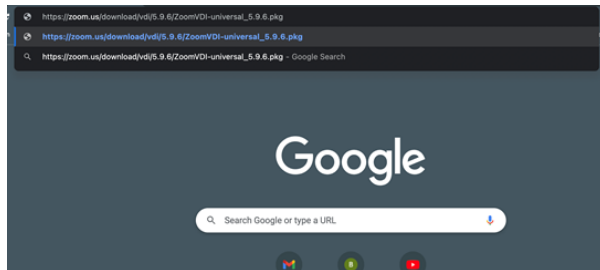 https://zoom.us/download/vdi/5.9.6/ZoomVDI-universal_5.9.6.pkg
https://zoom.us/download/vdi/5.9.6/ZoomVDI-universal_5.9.6.pkg
https://zoom.us/download/vdi/5.9.6/ZoomVDI-universal_5.9.6.pkg - Google Search
Google
Search Google or type a URL
B